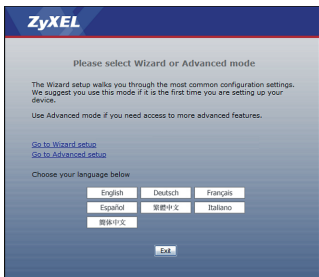 ZyXEL
Please select Wizard or Advanced mode
The Wizard setup walks you through the most common configuration settings.
We suggest you use this mode if it is the first time you are setting up your
device.
Use Advanced mode if you need access to more advanced features.
Go to Wizard setup
Go to Advanced setup
Choose your language below
English Deutsch Français
Español 繁體中文 Italiano
簡体中文
Exit